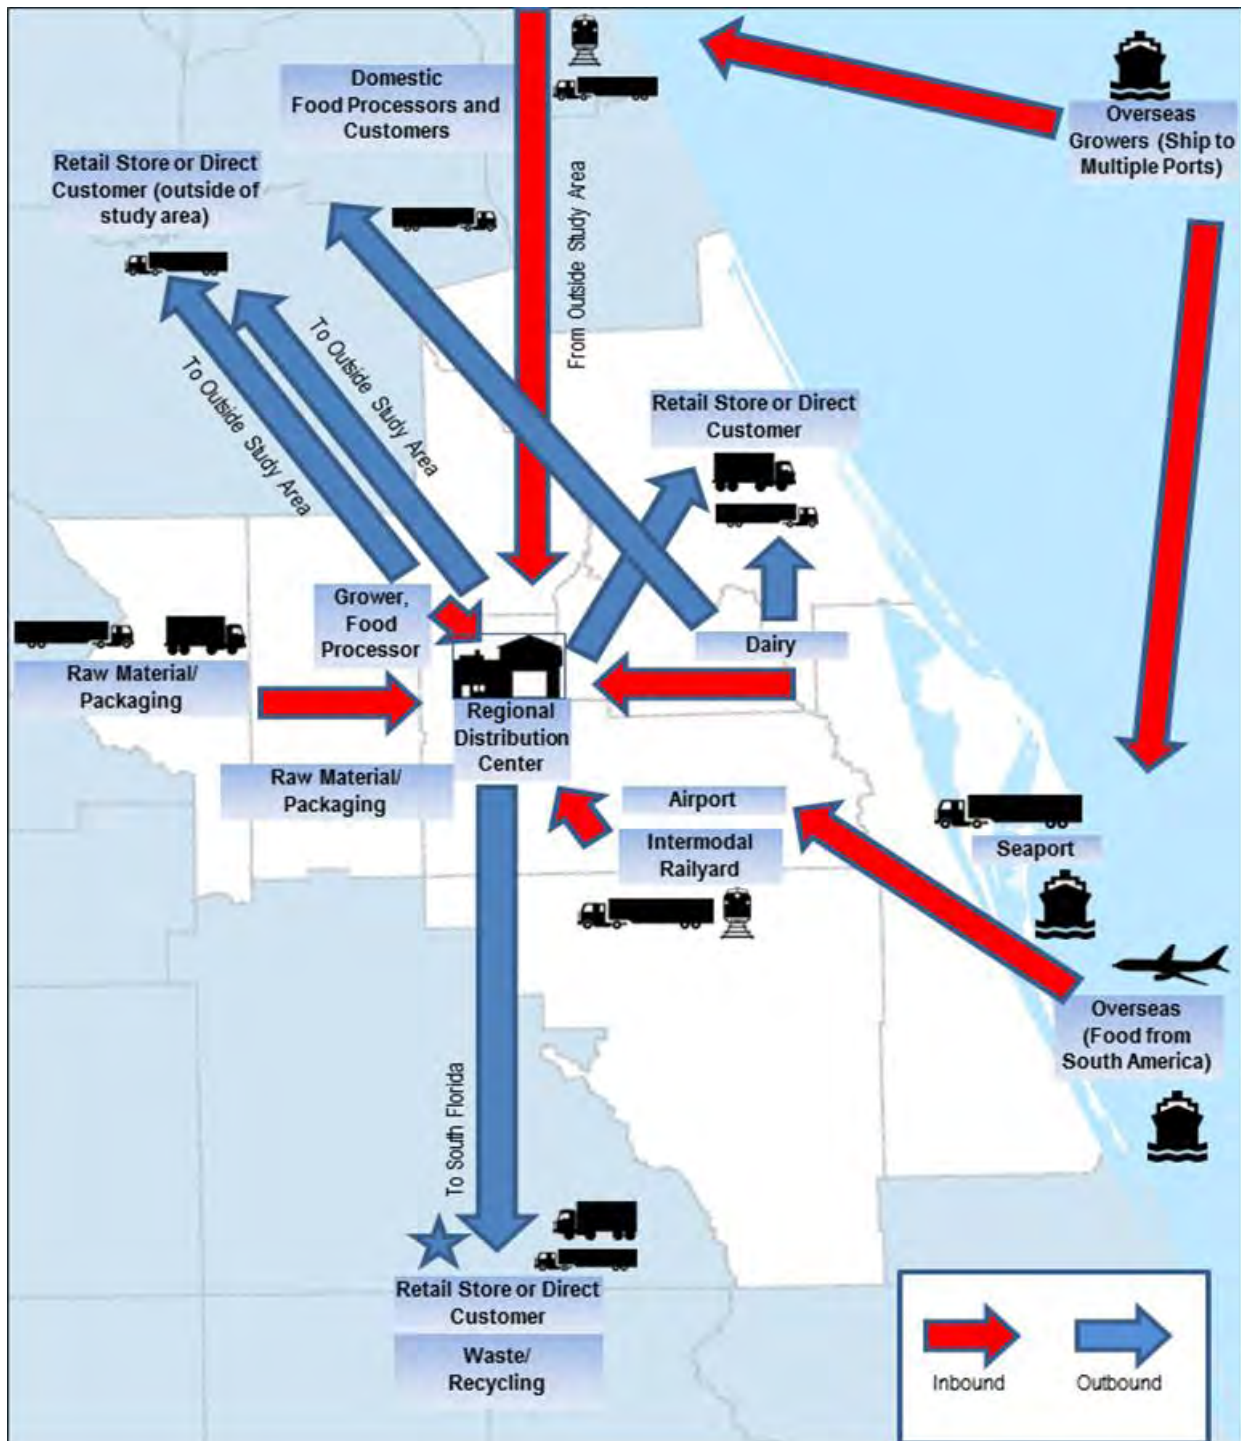 Domestic
Food Processors and
Customers
Overseas
Growers (Ship to
Multiple Ports)
Retail Store or Direct
Customer (outside of
study area)
From Outside Study Area
To Outside Study Area
To Outside Study Area
Retail Store or Direct
Customer
Grower,
Food
Processor
Dairy
Raw Material/
Packaging
Regional
Distribution
Center
Raw Material/
Packaging
Airport
Intermodal
Railyard
Seaport
Overseas
(Food from
South America)
To South Florida
Retail Store or Direct
Customer
Waste/
Recycling
Inbound
Outbound